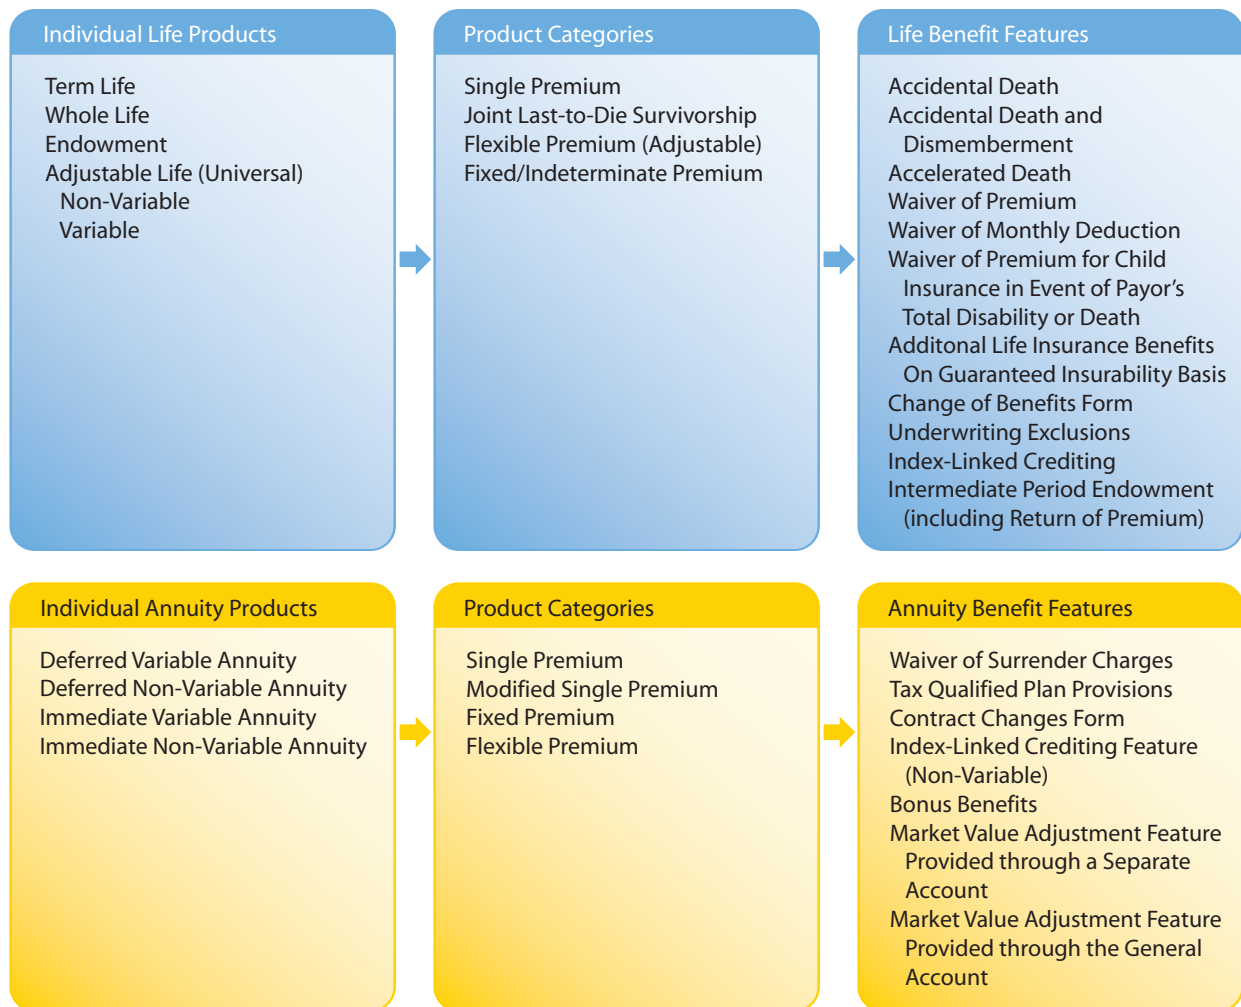 Individual Life Products
Term Life
Whole Life
Endowment
Adjustable Life (Universal)
Non-Variable
Variable
Product Categories
Single Premium
Joint Last-to-Die Survivorship
Flexible Premium (Adjustable)
Fixed/Indeterminate Premium
Life Benefit Features
Accidental Death
Accidental Death and
Dismemberment
Accelerated Death
Waiver of Premium
Waiver of Monthly Deduction
Waiver of Premium for Child
Insurance in Event of Payor's
Total Disability or Death
Additonal Life Insurance Benefits
On Guaranteed Insurability Basis
Change of Benefits Form
Underwriting Exclusions
Index-Linked Crediting
Intermediate Period Endowment
(including Return of Premium)
Individual Annuity Products
Deferred Variable Annuity
Deferred Non-Variable Annuity
Immediate Variable Annuity
Immediate Non-Variable Annuity
Product Categories
Single Premium
Modified Single Premium
Fixed Premium
Flexible Premium
Annuity Benefit Features
Waiver of Surrender Charges
Tax Qualified Plan Provisions
Contract Changes Form
Index-Linked Crediting Feature
(Non-Variable)
Bonus Benefits
Market Value Adjustment Feature
Provided through a Separate
Account
Market Value Adjustment Feature
Provided through the General
Account